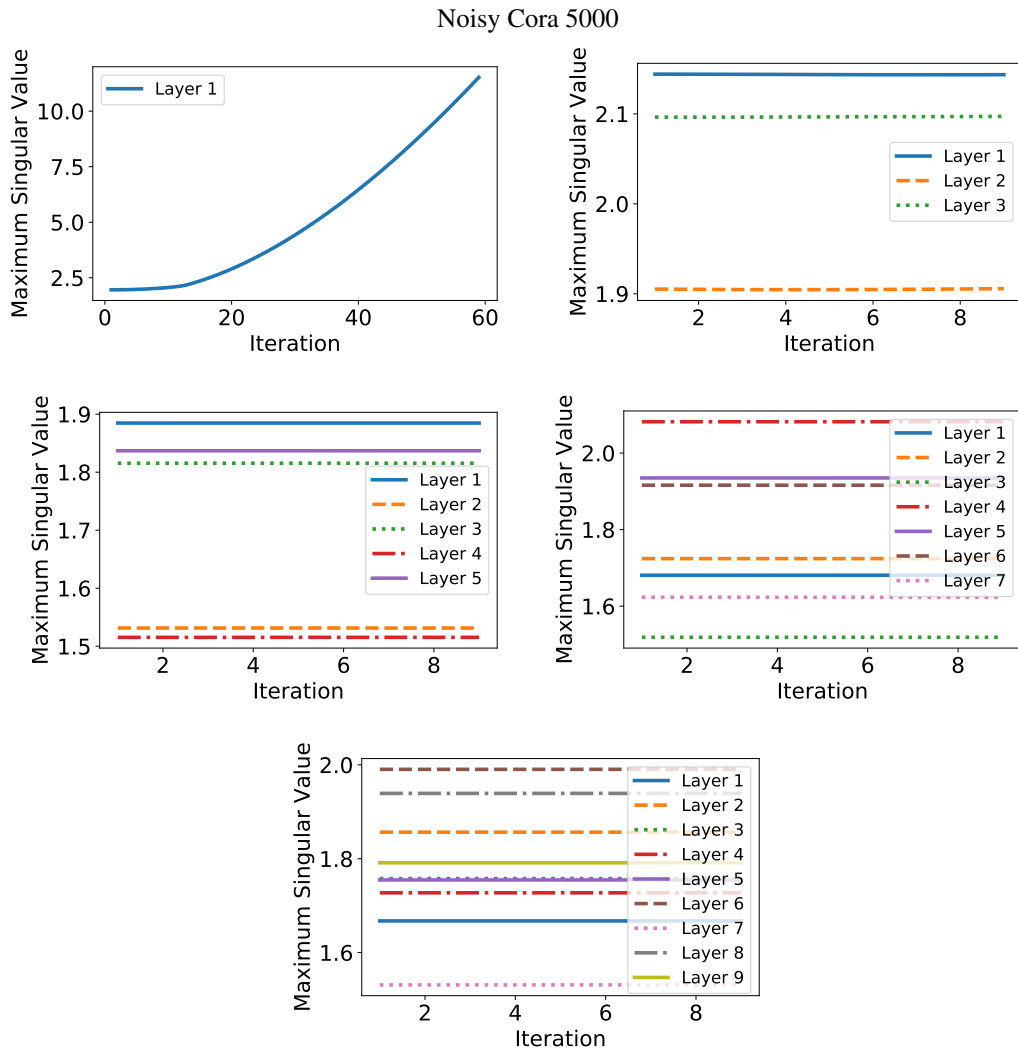 Noisy Cora 5000
Maximum Singular Value
10.0
7.5
5.0
2.5
Layer 1
0 20 40 60
Iteration
Maximum Singular Value
2.1
2.0
1.9
Layer 1
Layer 2
Layer 3
2 4 6 8
Iteration
Maximum Singular Value
1.9
1.8
1.7
1.6
1.5
Layer 1
Layer 2
Layer 3
Layer 4
Layer 5
2 4 6 8
Iteration
Maximum Singular Value
2.0
1.8
1.6
Layer 1
Layer 2
Layer 3
Layer 4
Layer 5
Layer 6
Layer 7
2 4 6 8
Iteration
Maximum Singular Value
2.0
1.8
1.6
Layer 1
Layer 2
Layer 3
Layer 4
Layer 5
Layer 6
Layer 7
Layer 8
Layer 9
2 4 6 8
Iteration